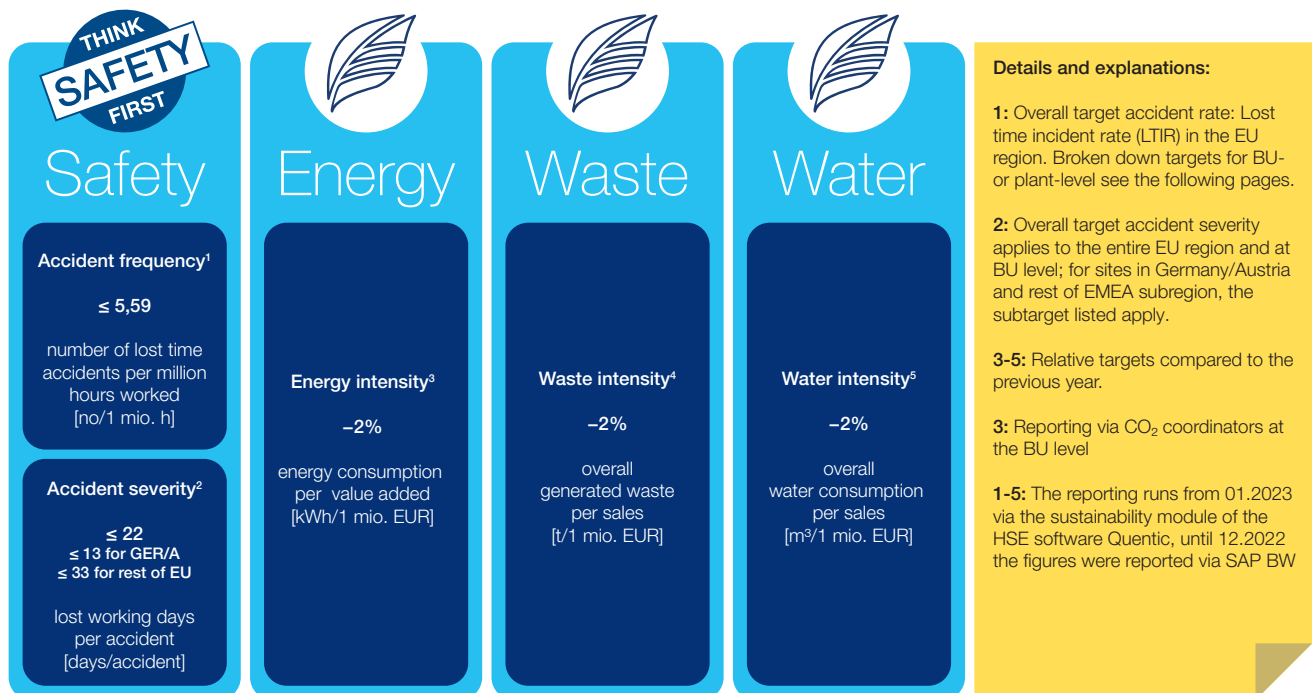 THINK
SAFETY
FIRST
Safety
Accident frequency¹
≤ 5,59
number of lost time
accidents per million
hours worked
[no/1 mio. h]
Accident severity²
≤ 22
≤ 13 for GER/A
≤ 33 for rest of EU
lost working days
per accident
[days/accident]
Energy
Energy intensity³
–2%
energy consumption
per value added
[kWh/1 mio. EUR]
Waste
Waste intensity⁴
–2%
overall
generated waste
per sales
[t/1 mio. EUR]
Water
Water intensity⁵
–2%
overall
water consumption
per sales
[m³/1 mio. EUR]
Details and explanations:
1: Overall target accident rate: Lost
time incident rate (LTIR) in the EU
region. Broken down targets for BU-
or plant-level see the following pages.
2: Overall target accident severity
applies to the entire EU region and at
BU level; for sites in Germany/Austria
and rest of EMEA subregion, the
subtarget listed apply.
3-5: Relative targets compared to the
previous year.
3: Reporting via CO₂ coordinators at
the BU level
1-5: The reporting runs from 01.2023
via the sustainability module of the
HSE software Quentic, until 12.2022
the figures were reported via SAP BW